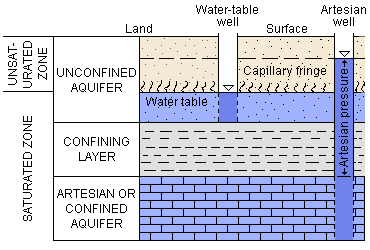 Water-table
well
Artesian
well
Land
Surface
UNSAT-
URATED
ZONE
UNCONFINED
AQUIFER
Capillary fringe
Water table
Artesian pressure
SATURATED ZONE
CONFINING
LAYER
ARTESIAN OR
CONFINED
AQUIFER